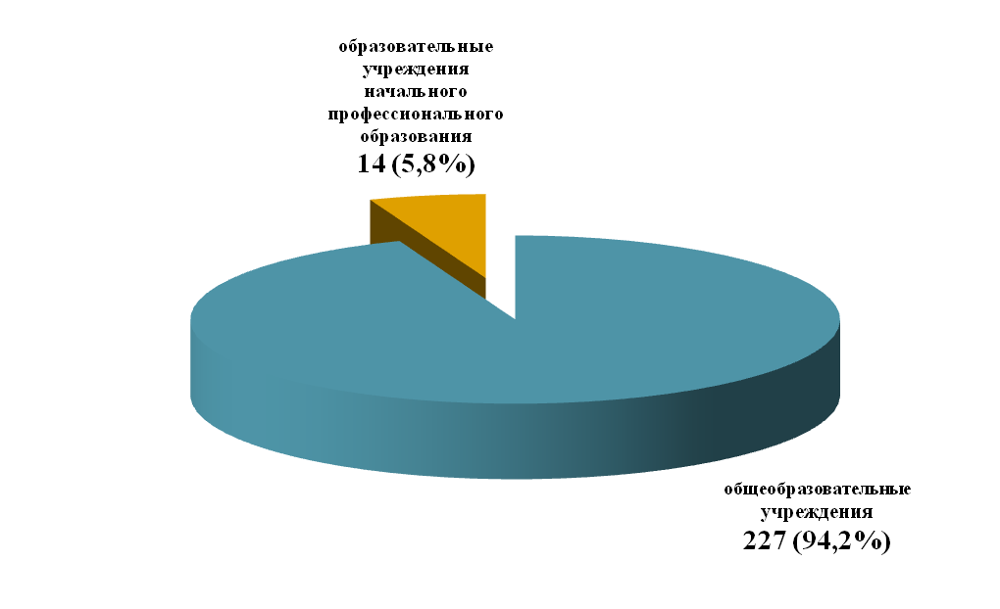 образовательные
учреждения
начального
профессионального
образования
14 (5,8%)
общеобразовательные
учреждения
227 (94,2%)